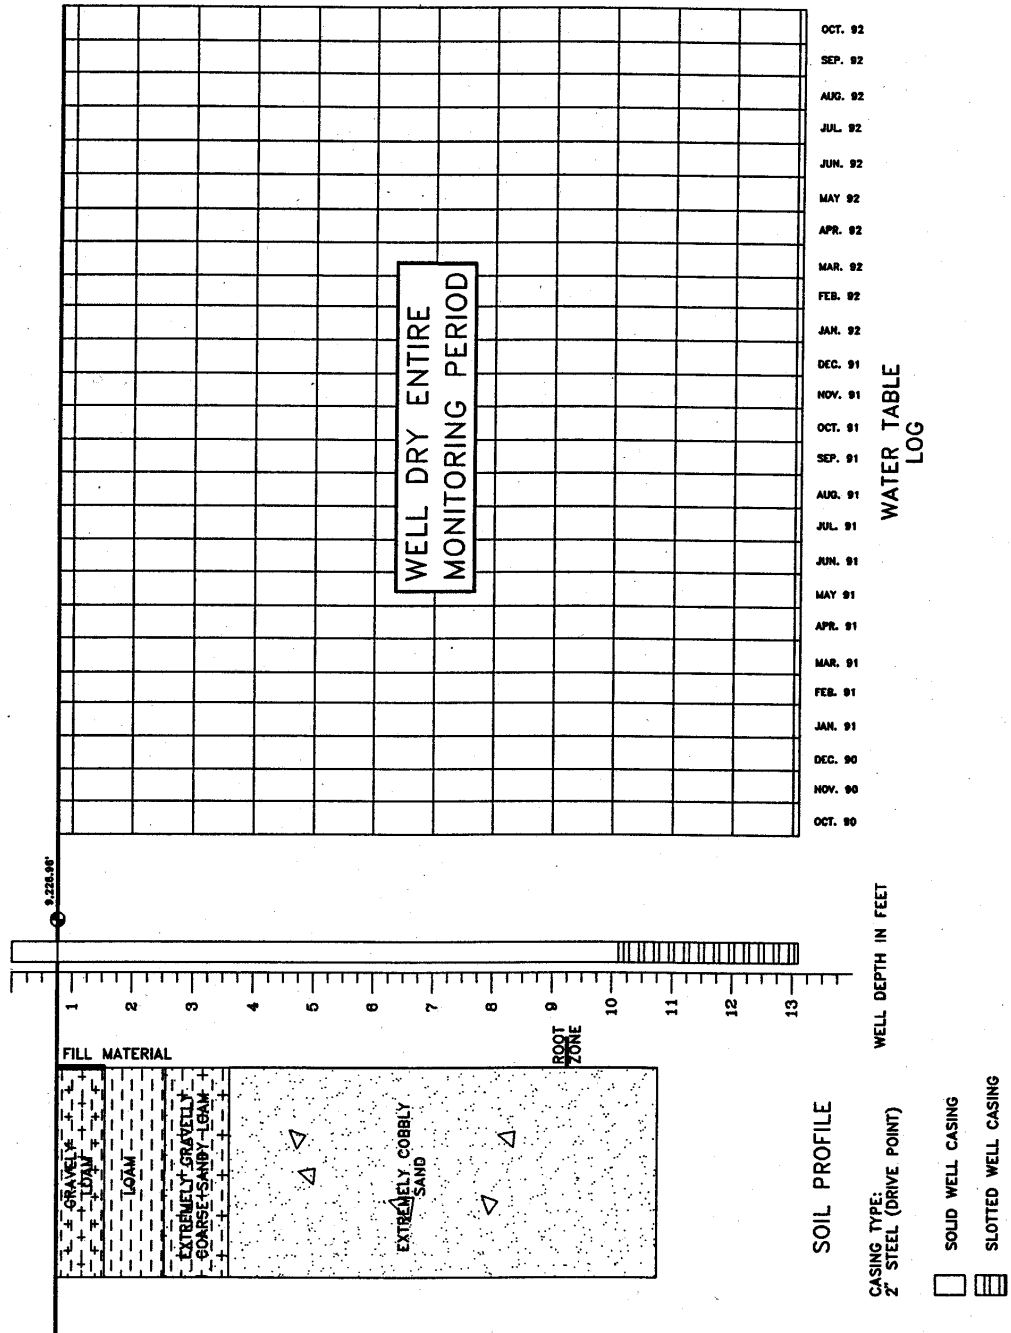 OCT. 92
SEP. 92
AUG. 92
JUL. 92
JUN. 92
MAY 92
APR. 92
MAR. 92
FEB. 92
JAN. 92
DEC. 91
NOV. 91
OCT. 91
SEP. 91
AUG. 91
JUL. 91
JUN. 91
MAY 91
APR. 91
MAR. 91
FEB. 91
JAN. 91
DEC. 90
NOV. 90
OCT. 90
WELL DRY ENTIRE
MONITORING PERIOD
WATER TABLE
LOG
1
2
3
4
5
6
7
8
9
10
11
12
13
WELL DEPTH IN FEET
FILL MATERIAL
ROOT
ZONE
GRAVELY
LOAM
LOAM
EXTREMELY GRAVELLY
COARSE SANDY LOAM
EXTREMELY COBBLY
SAND
SOIL PROFILE
CASING TYPE:
2" STEEL (DRIVE POINT)
SOLID WELL CASING
SLOTTED WELL CASING